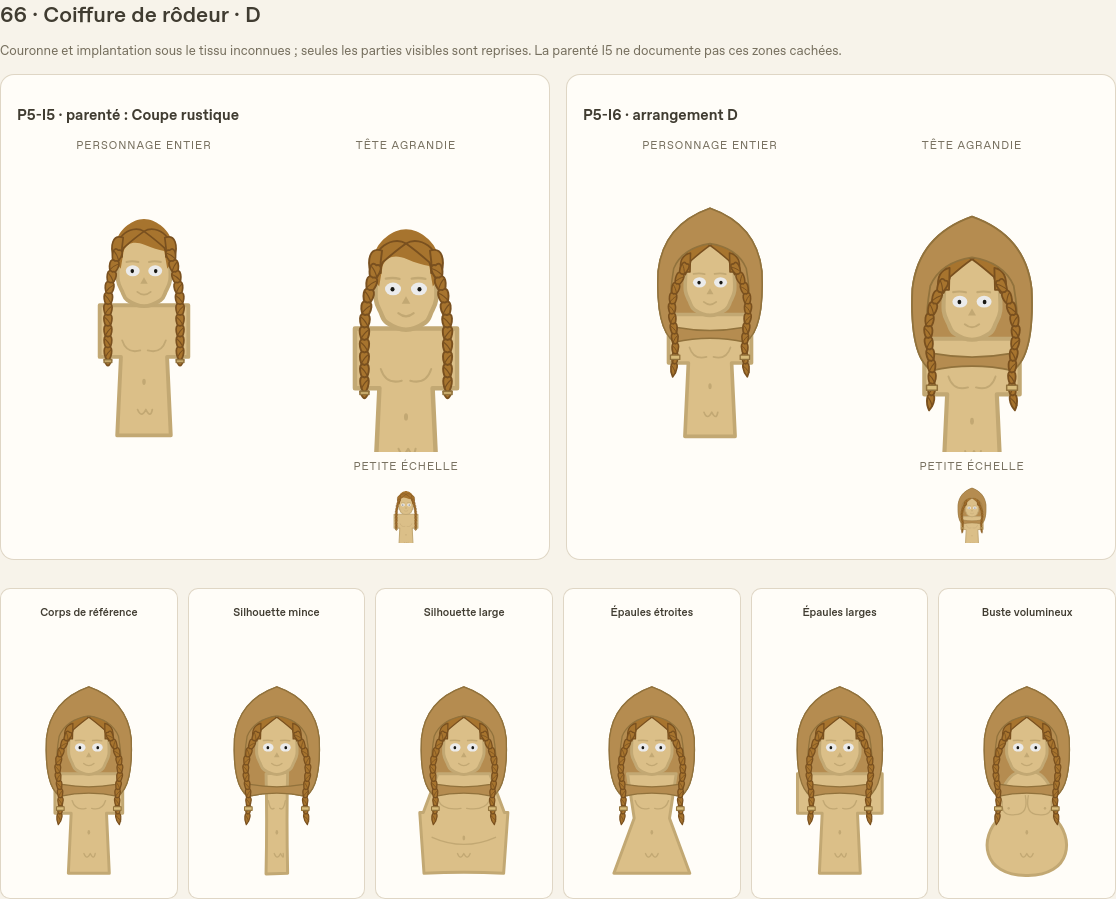 66 · Coiffure de rôdeur · D
Couronne et implantation sous le tissu inconnues ; seules les parties visibles sont reprises. La parenté I5 ne documente pas ces zones cachées.
P5-I5 · parenté : Coupe rustique
PERSONNAGE ENTIER
TÊTE AGRANDIE
PETITE ÉCHELLE
P5-I6 · arrangement D
PERSONNAGE ENTIER
TÊTE AGRANDIE
PETITE ÉCHELLE
Corps de référence
Silhouette mince
Silhouette large
Épaules étroites
Épaules larges
Buste volumineux